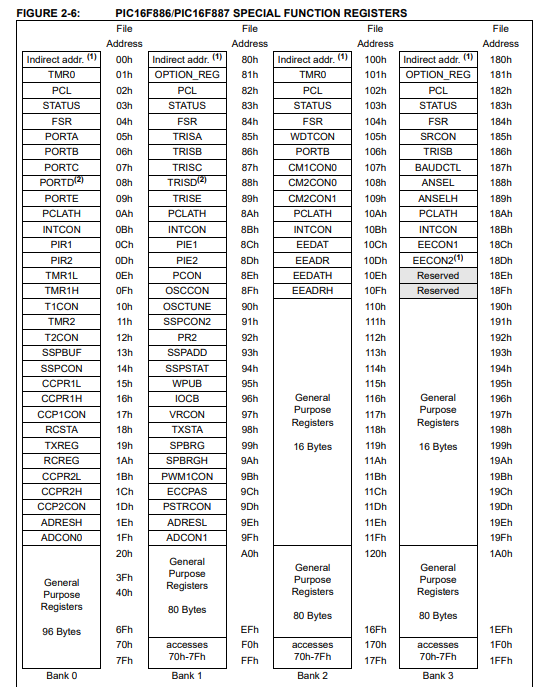 FIGURE 2-6: PIC16F886/PIC16F887 SPECIAL FUNCTION REGISTERS
File File File File
Address Address Address Address
Indirect addr. (1) 00h Indirect addr. (1) 80h Indirect addr. (1) 100h Indirect addr. (1) 180h
TMR0 01h OPTION_REG 81h TMR0 101h OPTION_REG 181h
PCL 02h PCL 82h PCL 102h PCL 182h
STATUS 03h STATUS 83h STATUS 103h STATUS 183h
FSR 04h FSR 84h FSR 104h FSR 184h
PORTA 05h TRISA 85h WDTCON 105h SRCON 185h
PORTB 06h TRISB 86h PORTB 106h TRISB 186h
PORTC 07h TRISC 87h CM1CON0 107h BAUDCTL 187h
PORTD(2) 08h TRISD(2) 88h CM2CON0 108h ANSEL 188h
PORTE 09h TRISE 89h CM2CON1 109h ANSELH 189h
PCLATH 0Ah PCLATH 8Ah PCLATH 10Ah PCLATH 18Ah
INTCON 0Bh INTCON 8Bh INTCON 10Bh INTCON 18Bh
PIR1 0Ch PIE1 8Ch EEDAT 10Ch EECON1 18Ch
PIR2 0Dh PIE2 8Dh EEADR 10Dh EECON2(1) 18Dh
TMR1L 0Eh PCON 8Eh EEDATH 10Eh Reserved 18Eh
TMR1H 0Fh OSCCON 8Fh EEADRH 10Fh Reserved 18Fh
T1CON 10h OSCTUNE 90h 110h 190h
TMR2 11h SSPCON2 91h 111h 191h
T2CON 12h PR2 92h 112h 192h
SSPBUF 13h SSPADD 93h 113h 193h
SSPCON 14h SSPSTAT 94h 114h 194h
CCPR1L 15h WPUB 95h 115h 195h
CCPR1H 16h IOCB 96h General 116h General 196h
CCP1CON 17h VRCON 97h Purpose 117h Purpose 197h
RCSTA 18h TXSTA 98h Registers 118h Registers 198h
TXREG 19h SPBRG 99h 16 Bytes 119h 16 Bytes 199h
RCREG 1Ah SPBRGH 9Ah 11Ah 19Ah
CCPR2L 1Bh PWM1CON 9Bh 11Bh 19Bh
CCPR2H 1Ch ECCPAS 9Ch 11Ch 19Ch
CCP2CON 1Dh PSTRCON 9Dh 11Dh 19Dh
ADRESH 1Eh ADRESL 9Eh 11Eh 19Eh
ADCON0 1Fh ADCON1 9Fh 11Fh 19Fh
20h A0h 120h 1A0h
General General General
General 3Fh Purpose Purpose Purpose
Purpose 40h Registers Registers Registers
Registers
80 Bytes 80 Bytes 80 Bytes
96 Bytes 6Fh EFh 16Fh 1EFh
70h accesses F0h accesses 170h accesses 1F0h
7Fh 70h-7Fh FFh 70h-7Fh 17Fh 70h-7Fh 1FFh
Bank 0 Bank 1 Bank 2 Bank 3